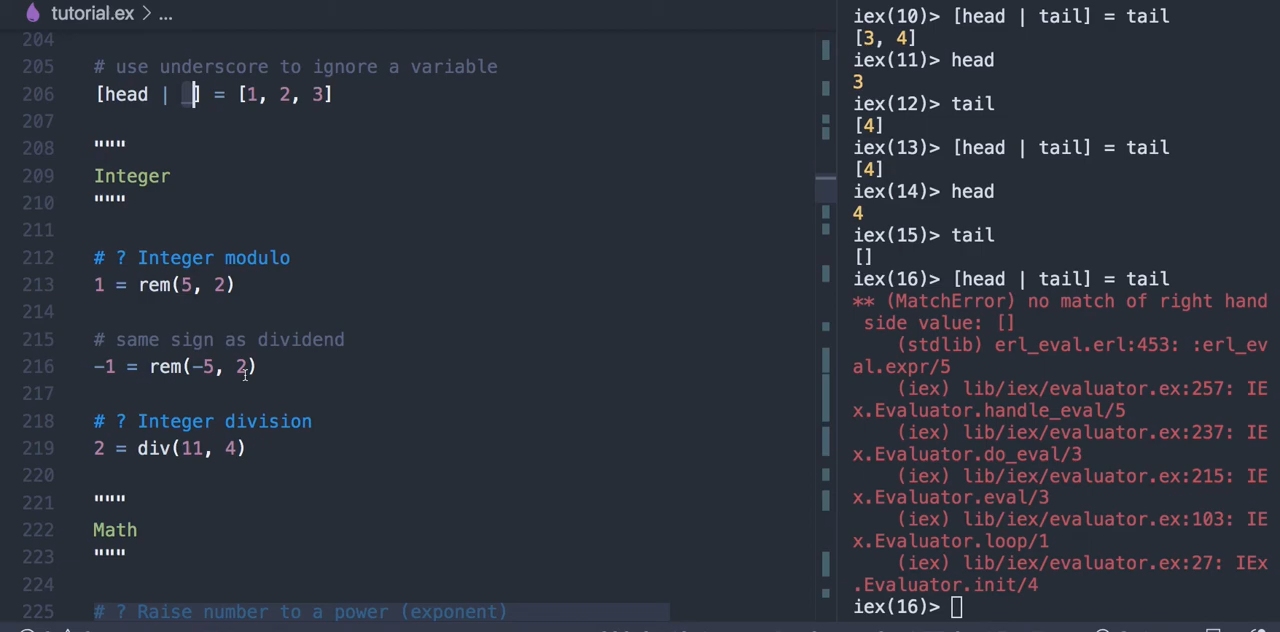 tutorial.ex > ...
204
205 # use underscore to ignore a variable
206 [head | _] = [1, 2, 3]
207
208 """
209 Integer
210 """
211
212 # ? Integer modulo
213 1 = rem(5, 2)
214
215 # same sign as dividend
216 -1 = rem(-5, 2)
217
218 # ? Integer division
219 2 = div(11, 4)
220
221 """
222 Math
223 """
224
225 # ? Raise number to a power (exponent)
iex(10)> [head | tail] = tail
[3, 4]
iex(11)> head
3
iex(12)> tail
[4]
iex(13)> [head | tail] = tail
[4]
iex(14)> head
4
iex(15)> tail
[]
iex(16)> [head | tail] = tail
** (MatchError) no match of right hand
side value: []
(stdlib) erl_eval.erl:453: :erl_ev
al.expr/5
(iex) lib/iex/evaluator.ex:257: IE
x.Evaluator.handle_eval/5
(iex) lib/iex/evaluator.ex:237: IE
x.Evaluator.do_eval/3
(iex) lib/iex/evaluator.ex:215: IE
x.Evaluator.eval/3
(iex) lib/iex/evaluator.ex:103: IE
x.Evaluator.loop/1
(iex) lib/iex/evaluator.ex:27: IEx
.Evaluator.init/4
iex(16)>